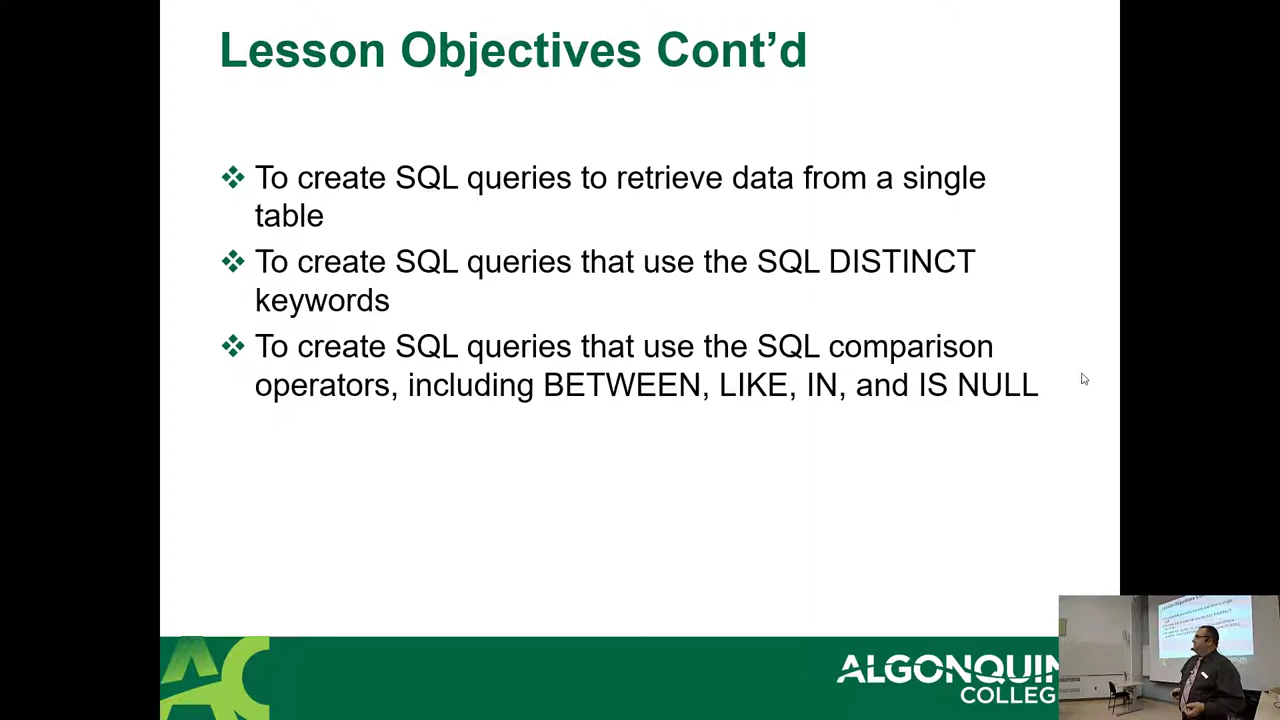 Lesson Objectives Cont’d
❖ To create SQL queries to retrieve data from a single
table
❖ To create SQL queries that use the SQL DISTINCT
keywords
❖ To create SQL queries that use the SQL comparison
operators, including BETWEEN, LIKE, IN, and IS NULL
AC
ALGONQUIN
COLLEG